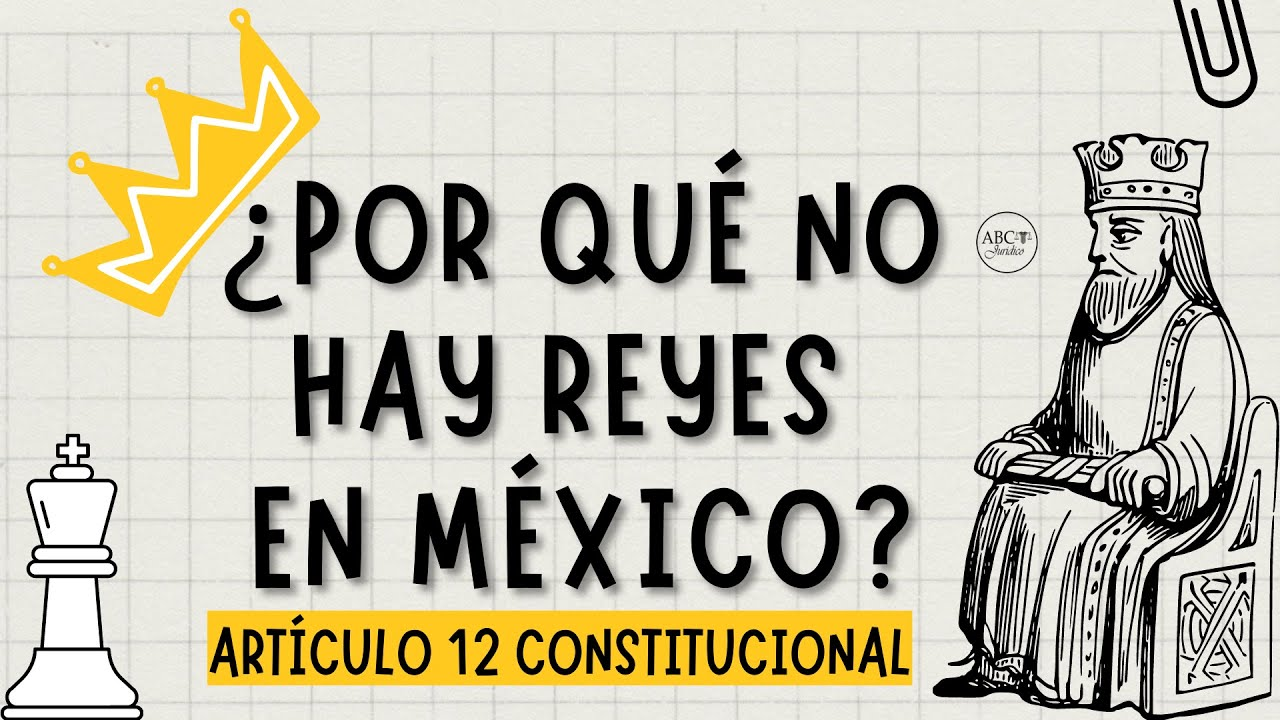 ¿POR QUÉ NO
HAY REYES
EN MÉXICO?
ABC
Jurídico
ARTÍCULO 12 CONSTITUCIONAL